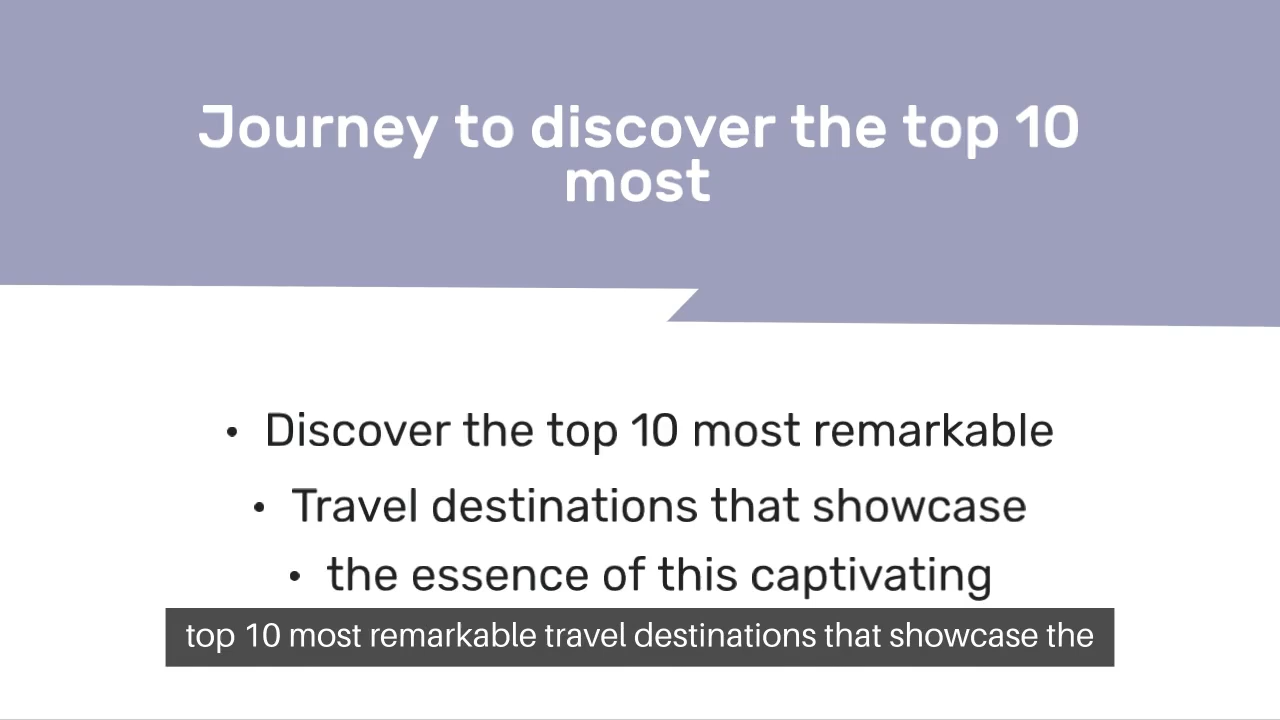 Journey to discover the top 10
most
• Discover the top 10 most remarkable
• Travel destinations that showcase
• the essence of this captivating
top 10 most remarkable travel destinations that showcase the